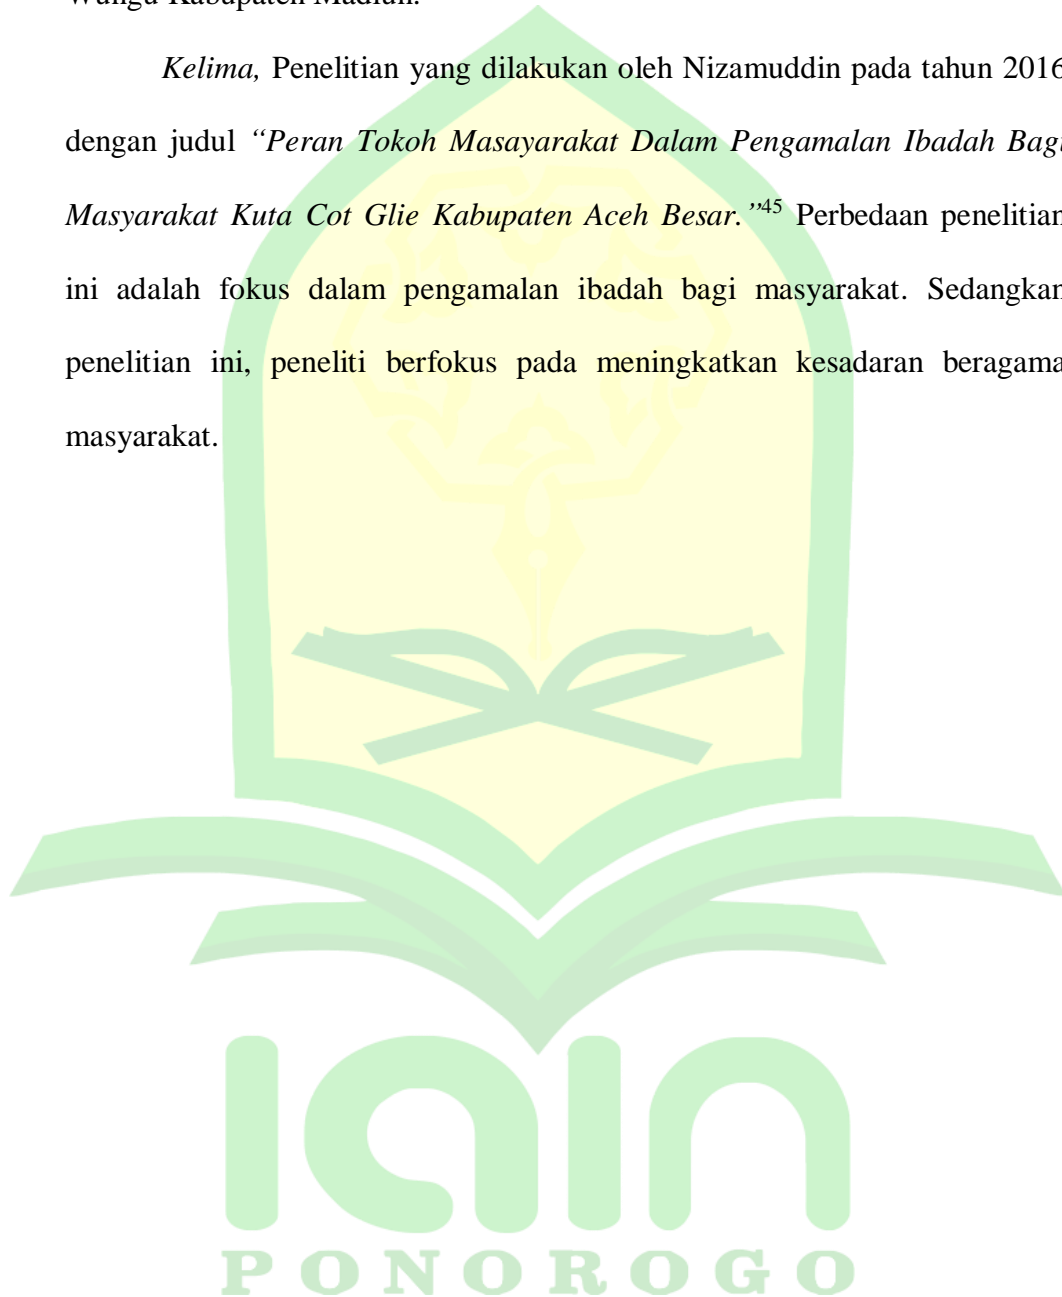 Wungu Kabupaten Madiun.
Kelima, Penelitian yang dilakukan oleh Nizamuddin pada tahun 2016
dengan judul “Peran Tokoh Masayarakat Dalam Pengamalan Ibadah Bagi
Masyarakat Kuta Cot Glie Kabupaten Aceh Besar.”45 Perbedaan penelitian
ini adalah fokus dalam pengamalan ibadah bagi masyarakat. Sedangkan
penelitian ini, peneliti berfokus pada meningkatkan kesadaran beragama
masyarakat.
iain
PONOROGO